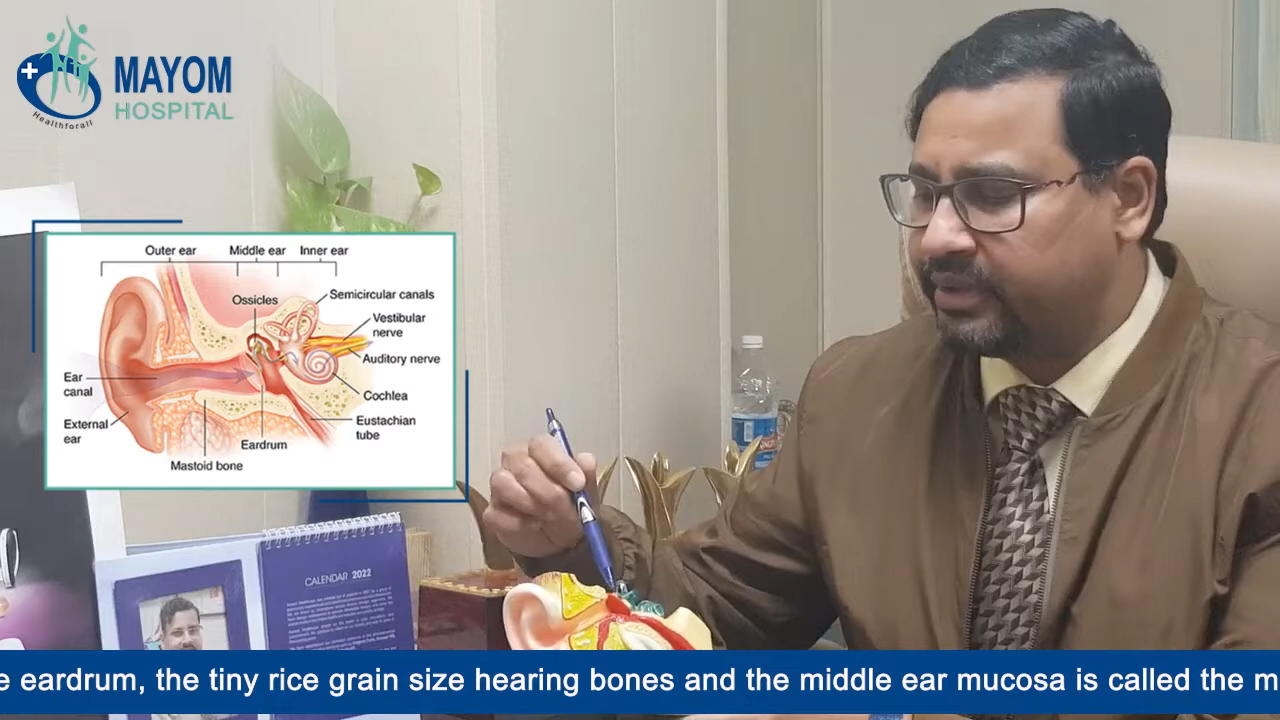 MAYOM
HOSPITAL
Healthforall
Outer ear
Middle ear
Inner ear
Ossicles
Semicircular canals
Vestibular
nerve
Auditory nerve
Ear
canal
Cochlea
External
ear
Eustachian
tube
Eardrum
Mastoid bone
CALENDAR 2022
e eardrum, the tiny rice grain size hearing bones and the middle ear mucosa is called the m